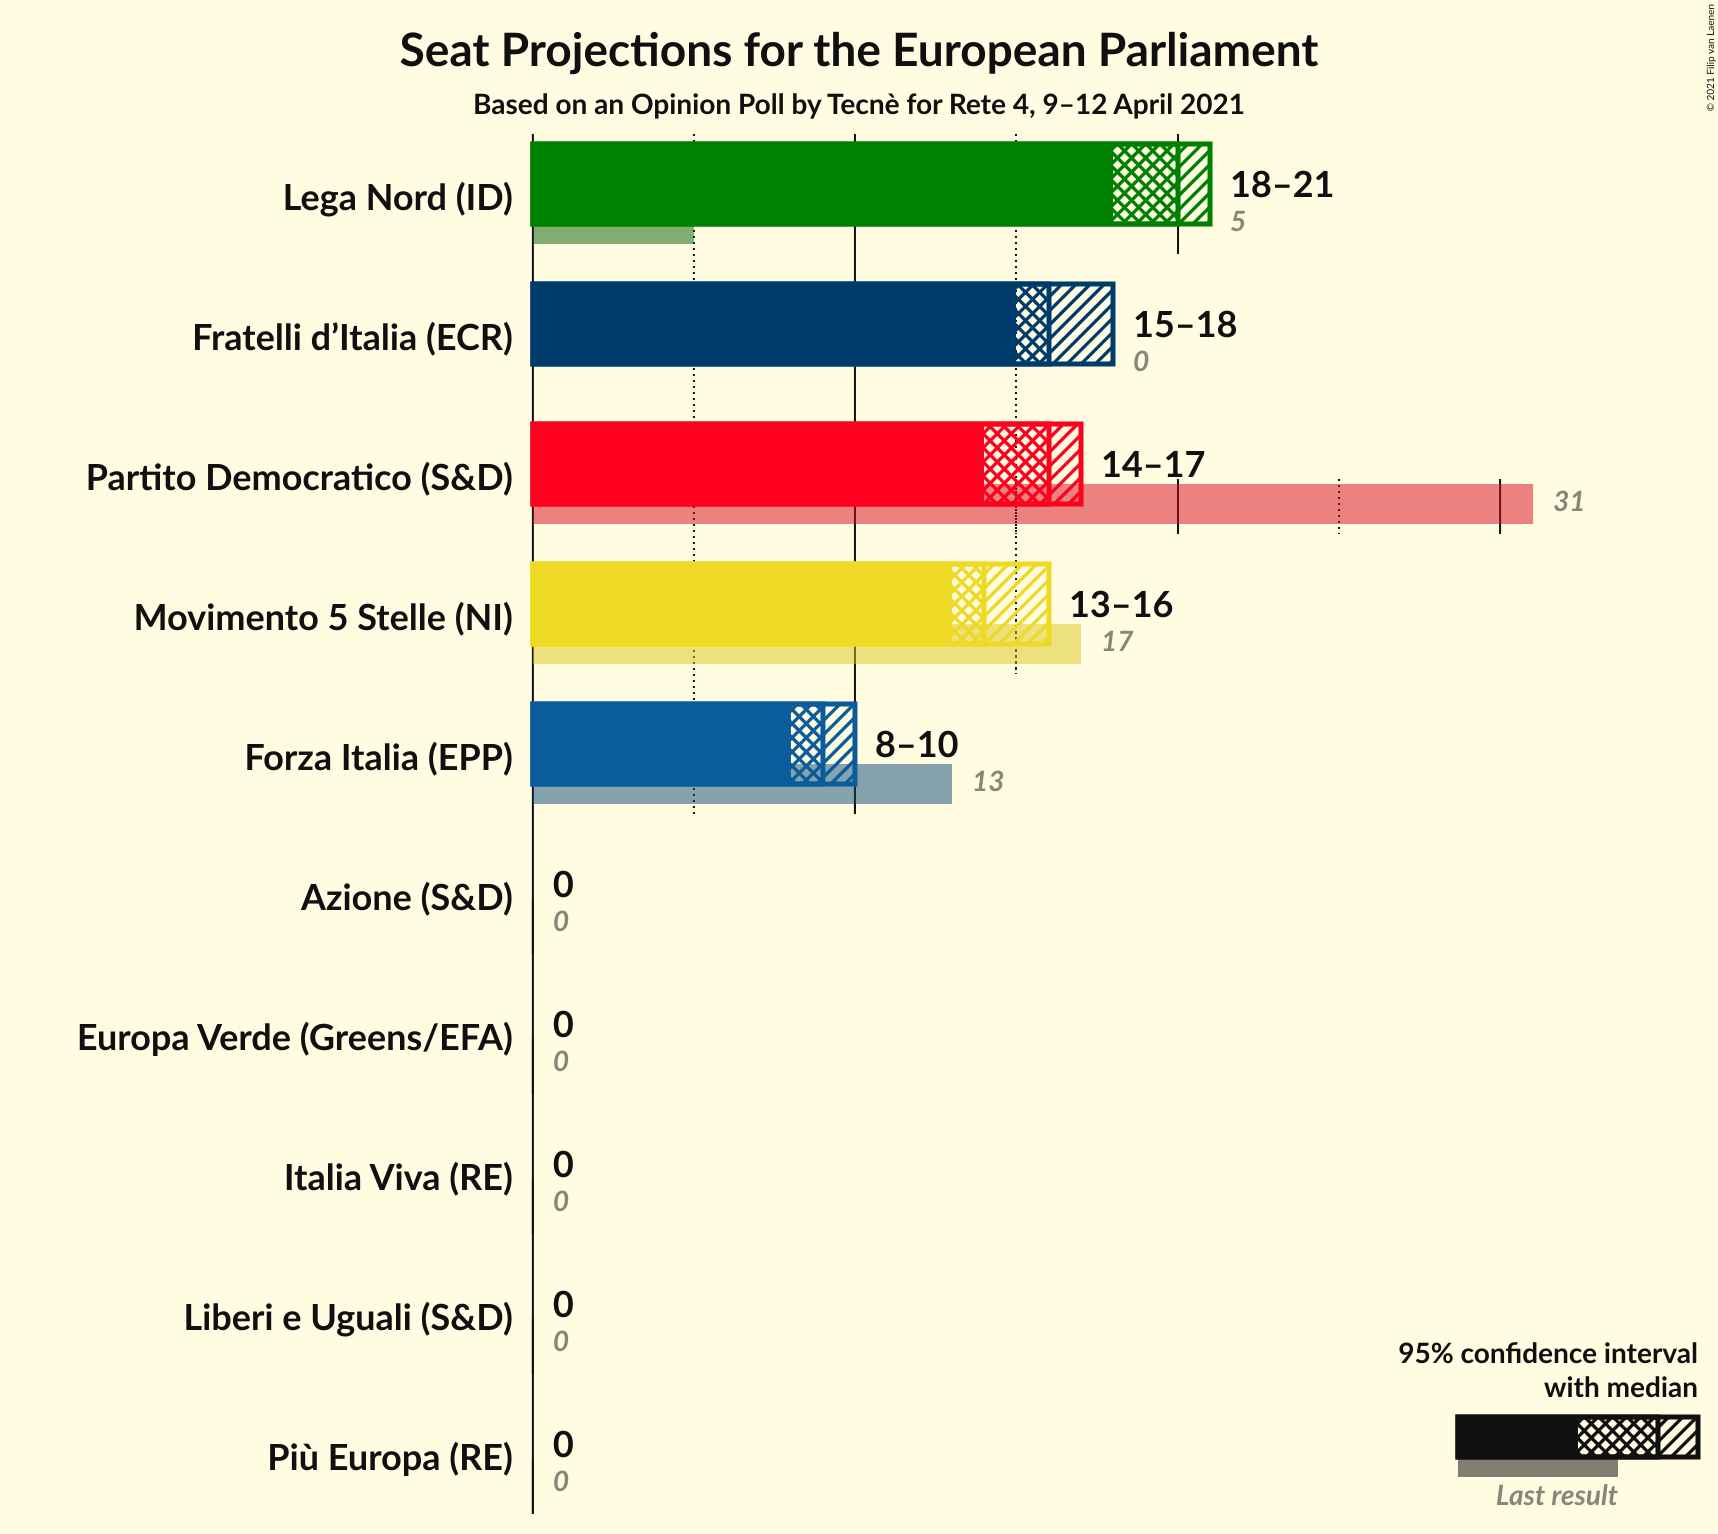 Seat Projections for the European Parliament
Based on an Opinion Poll by Tecnè for Rete 4, 9–12 April 2021
© 2021 Filip van Laenen
Lega Nord (ID)
18–21
5
Fratelli d’Italia (ECR)
15–18
0
Partito Democratico (S&D)
14–17
31
Movimento 5 Stelle (NI)
13–16
17
Forza Italia (EPP)
8–10
13
Azione (S&D)
0
0
Europa Verde (Greens/EFA)
0
0
Italia Viva (RE)
0
0
Liberi e Uguali (S&D)
0
0
Più Europa (RE)
0
0
95% confidence interval
with median
Last result